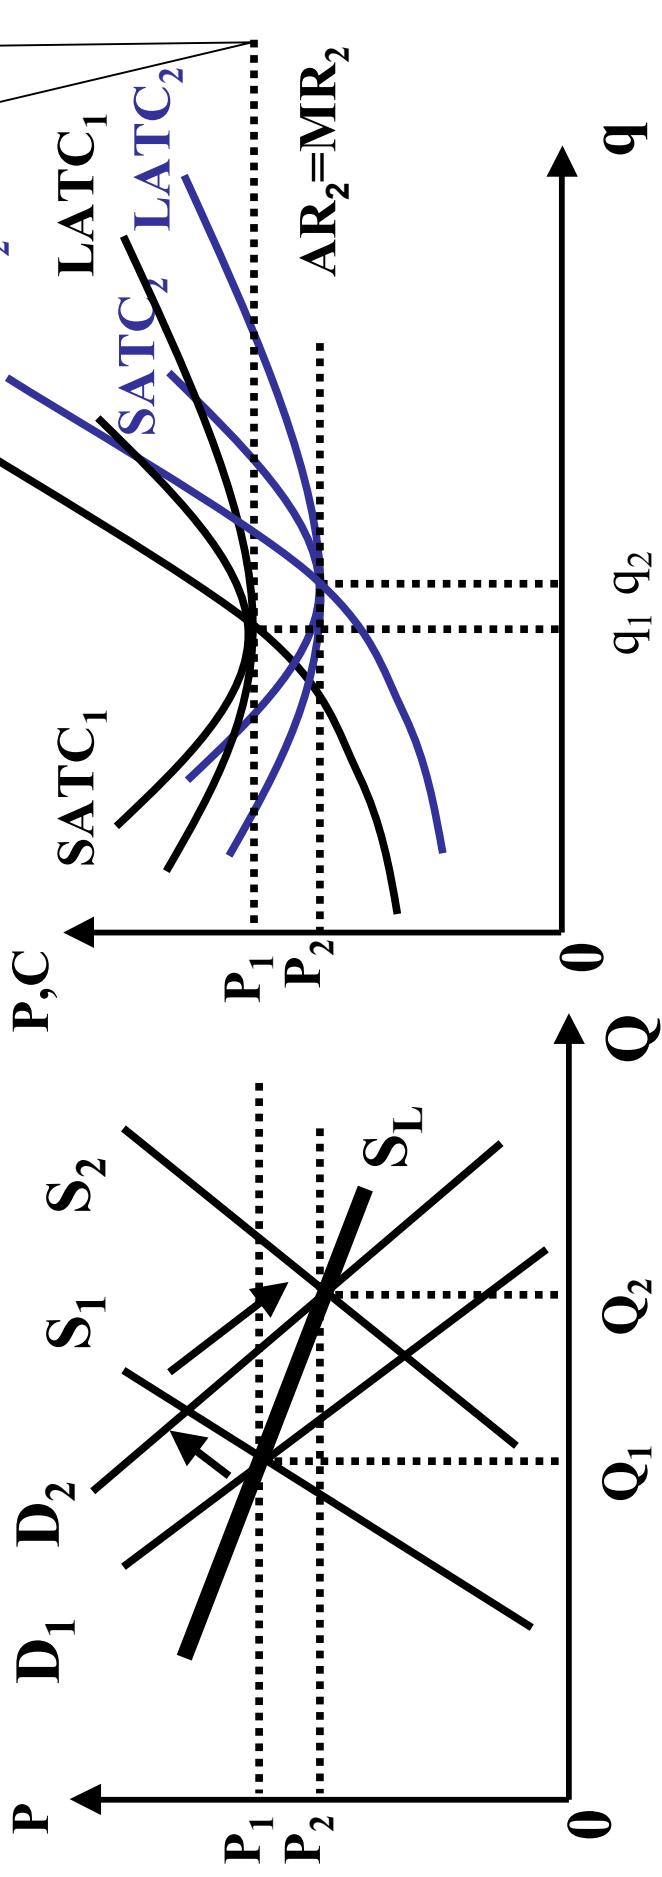 P
D₁
D₂
S₁
S₂
P₁
P₂
S_L
0
Q₁
Q₂
Q
P,C
SATC₁
LATC₁
SATC₂
LATC₂
P₁
P₂
AR₂=MR₂
0
q₁ q₂
q